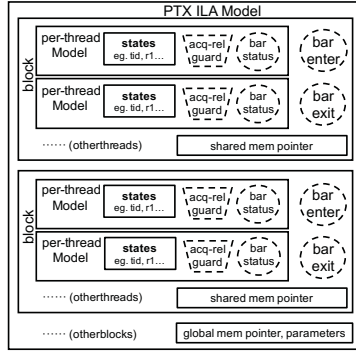 PTX ILA Model
block
per-thread
Model
states
eg. tid, r1...
acq-rel
guard
bar
status
bar
enter
per-thread
Model
states
eg. tid, r1...
acq-rel
guard
bar
status
bar
exit
...... (otherthreads)
shared mem pointer
block
per-thread
Model
states
eg. tid, r1...
acq-rel
guard
bar
status
bar
enter
per-thread
Model
states
eg. tid, r1...
acq-rel
guard
bar
status
bar
exit
...... (otherthreads)
shared mem pointer
...... (otherblocks)
global mem pointer, parameters